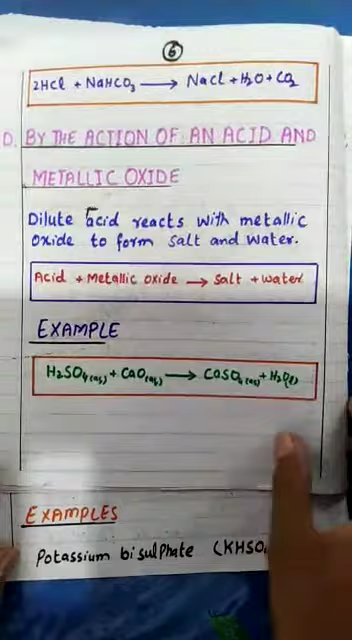 6
2HCl + NaHCO₃ → NaCl + H₂O + CO₂
D. BY THE ACTION OF AN ACID AND
METALLIC OXIDE
Dilute acid reacts with metallic
oxide to form salt and water.
Acid + Metallic oxide → Salt + water
EXAMPLE
H₂SO₄(aq) + CaO(aq) → CaSO₄(aq) + H₂O(l)
EXAMPLES
Potassium bisulphate (KHSO₄